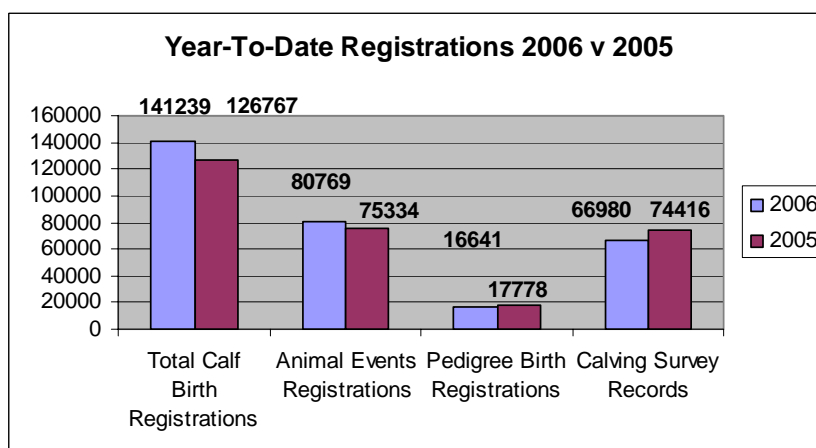 Year-To-Date Registrations 2006 v 2005
160000
140000
120000
100000
80000
60000
40000
20000
0
141239 126767
80769
75334
16641
17778
66980 74416
Total Calf
Birth
Registrations
Animal Events
Registrations
Pedigree Birth
Registrations
Calving Survey
Records
2006
2005